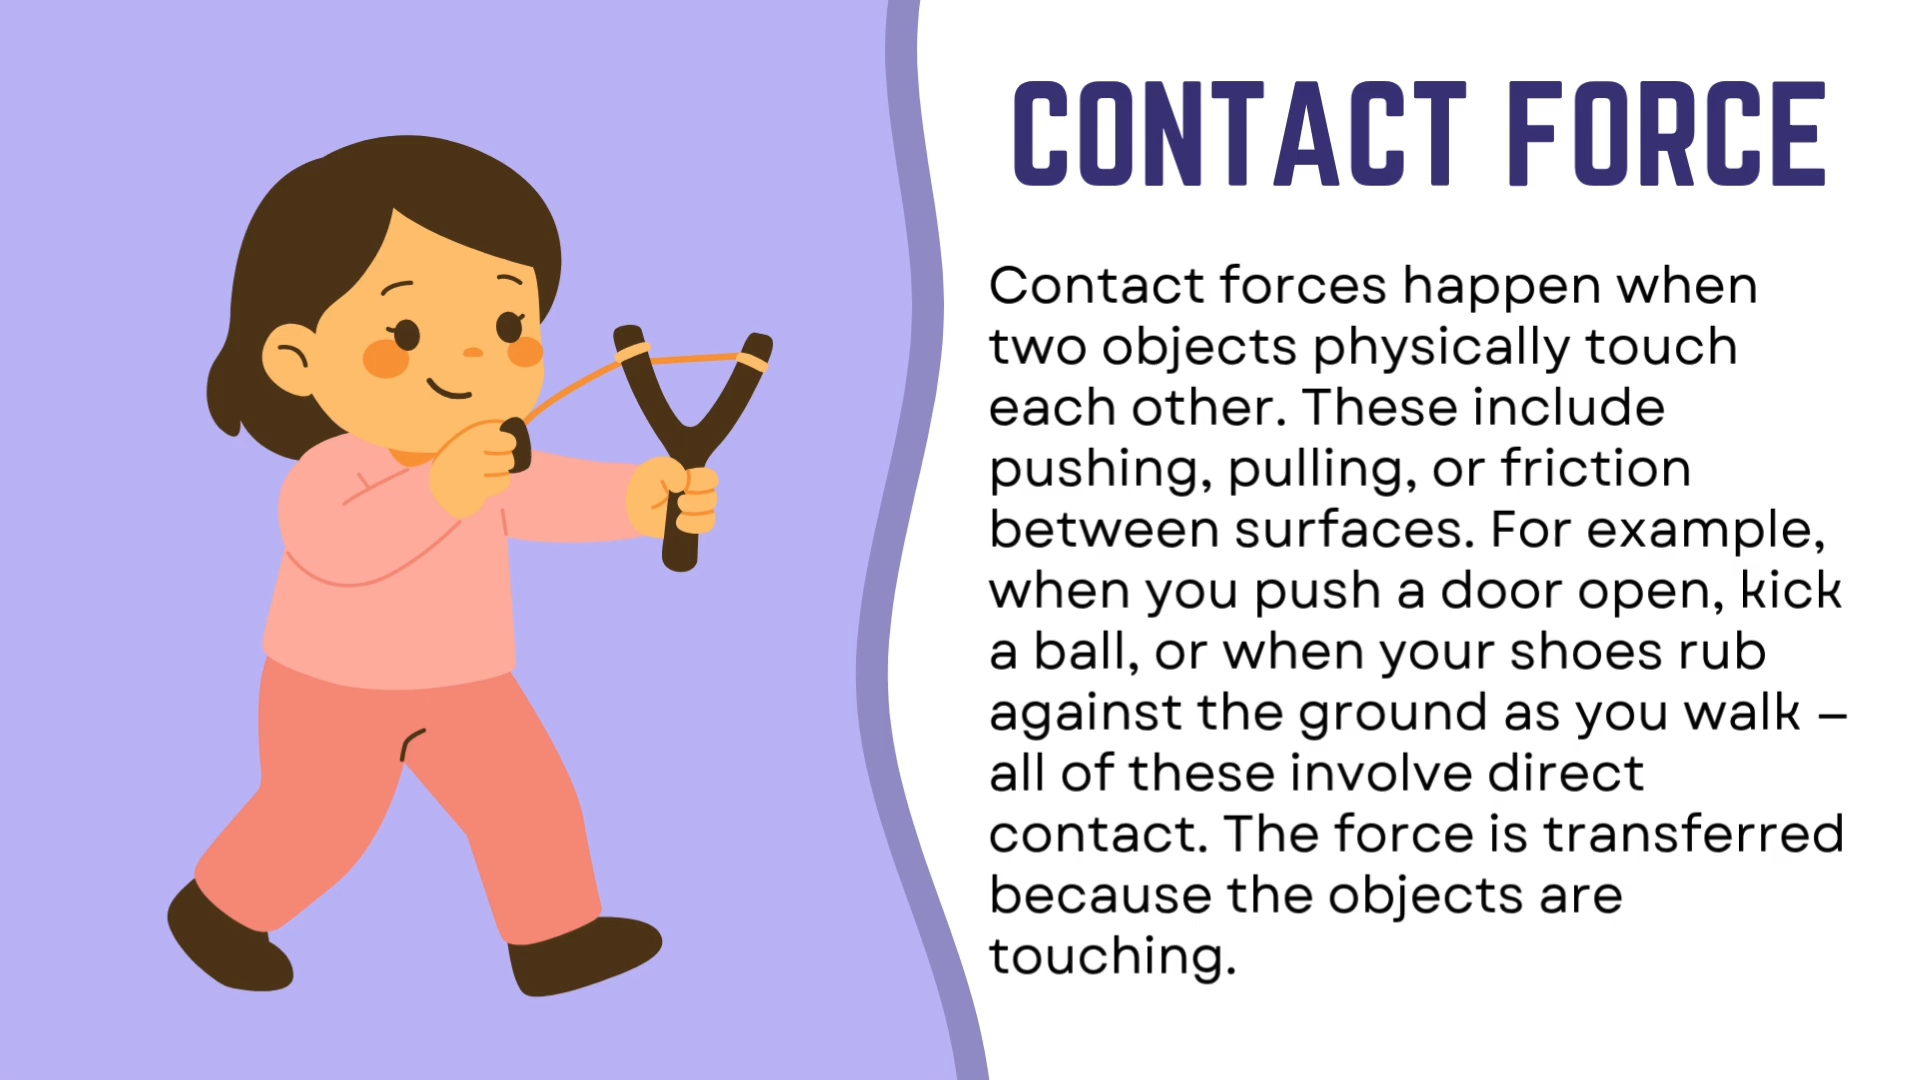 CONTACT FORCE
Contact forces happen when
two objects physically touch
each other. These include
pushing, pulling, or friction
between surfaces. For example,
when you push a door open, kick
a ball, or when your shoes rub
against the ground as you walk –
all of these involve direct
contact. The force is transferred
because the objects are
touching.